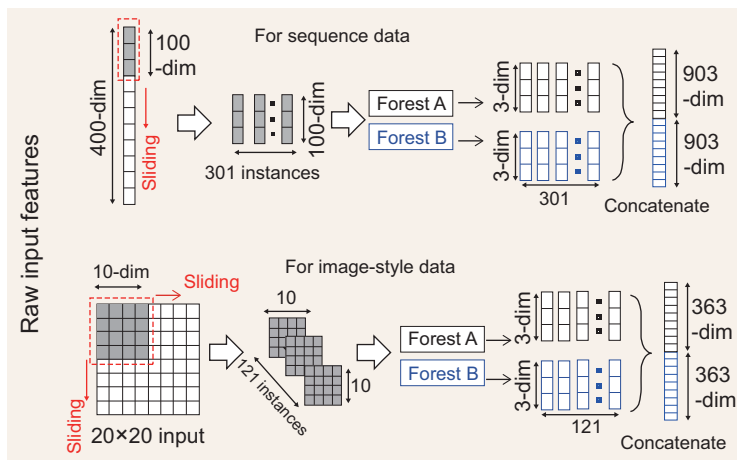 Raw input features
For sequence data
400-dim
100
-dim
Sliding
301 instances
100-dim
Forest A
Forest B
3-dim
3-dim
301
903
-dim
903
-dim
Concatenate
For image-style data
10-dim
Sliding
Sliding
20×20 input
10
10
121 instances
Forest A
Forest B
3-dim
3-dim
121
363
-dim
363
-dim
Concatenate